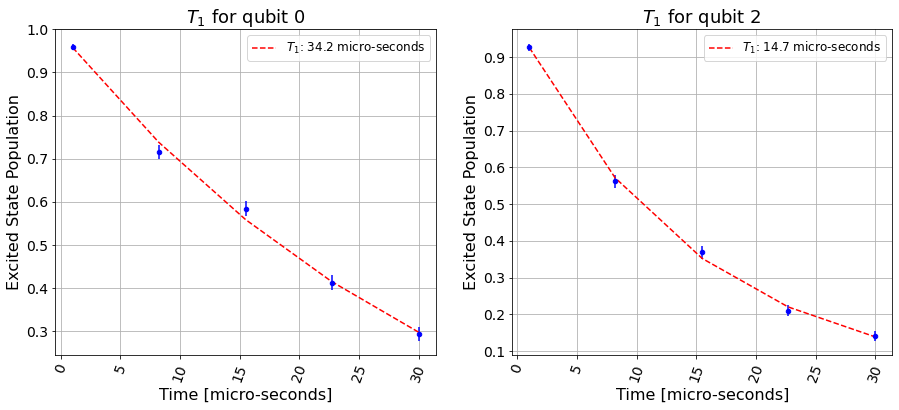 T₁ for qubit 0
T₁: 34.2 micro-seconds
Excited State Population
1.0
0.9
0.8
0.7
0.6
0.5
0.4
0.3
0 5 10 15 20 25 30
Time [micro-seconds]
T₁ for qubit 2
T₁: 14.7 micro-seconds
Excited State Population
0.9
0.8
0.7
0.6
0.5
0.4
0.3
0.2
0.1
0 5 10 15 20 25 30
Time [micro-seconds]